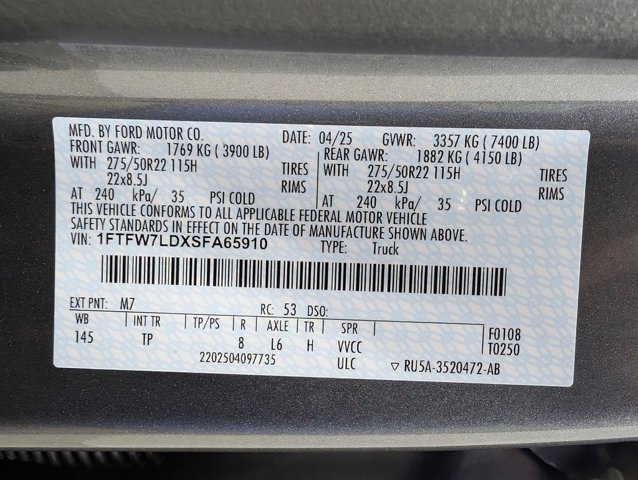 MFD. BY FORD MOTOR CO. DATE: 04/25 GVWR: 3357 KG ( 7400 LB)
FRONT GAWR: 1769 KG ( 3900 LB) REAR GAWR: 1882 KG ( 4150 LB)
WITH 275/50R22 115H TIRES WITH 275/50R22 115H TIRES
22x8.5J RIMS 22x8.5J RIMS
AT 240 kPa/ 35 PSI COLD AT 240 kPa/ 35 PSI COLD
THIS VEHICLE CONFORMS TO ALL APPLICABLE FEDERAL MOTOR VEHICLE
SAFETY STANDARDS IN EFFECT ON THE DATE OF MANUFACTURE SHOWN ABOVE.
VIN: 1FTFW7LDXSFA65910 TYPE: Truck
EXT PNT: M7 RC: 53 DSO:
WB INT TR TP/PS R AXLE TR SPR F0108
145 TP 8 L6 H VVCC T0250
2202504097735 ULC ▽ RU5A-3520472-AB